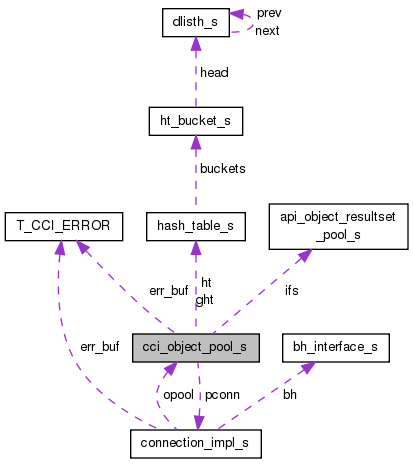 dlisth_s
prev
next
head
ht_bucket_s
buckets
T_CCI_ERROR
hash_table_s
api_object_resultset
_pool_s
err_buf
ht
ght
ifs
err_buf
cci_object_pool_s
bh_interface_s
opool
pconn
bh
connection_impl_s